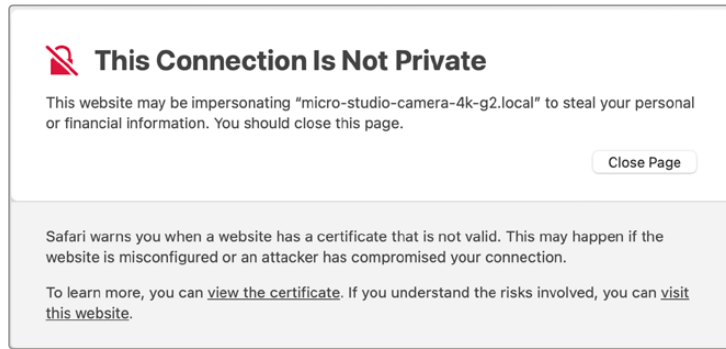 This Connection Is Not Private
This website may be impersonating “micro-studio-camera-4k-g2.local” to steal your personal
or financial information. You should close this page.
Close Page
Safari warns you when a website has a certificate that is not valid. This may happen if the
website is misconfigured or an attacker has compromised your connection.
To learn more, you can view the certificate. If you understand the risks involved, you can visit
this website.